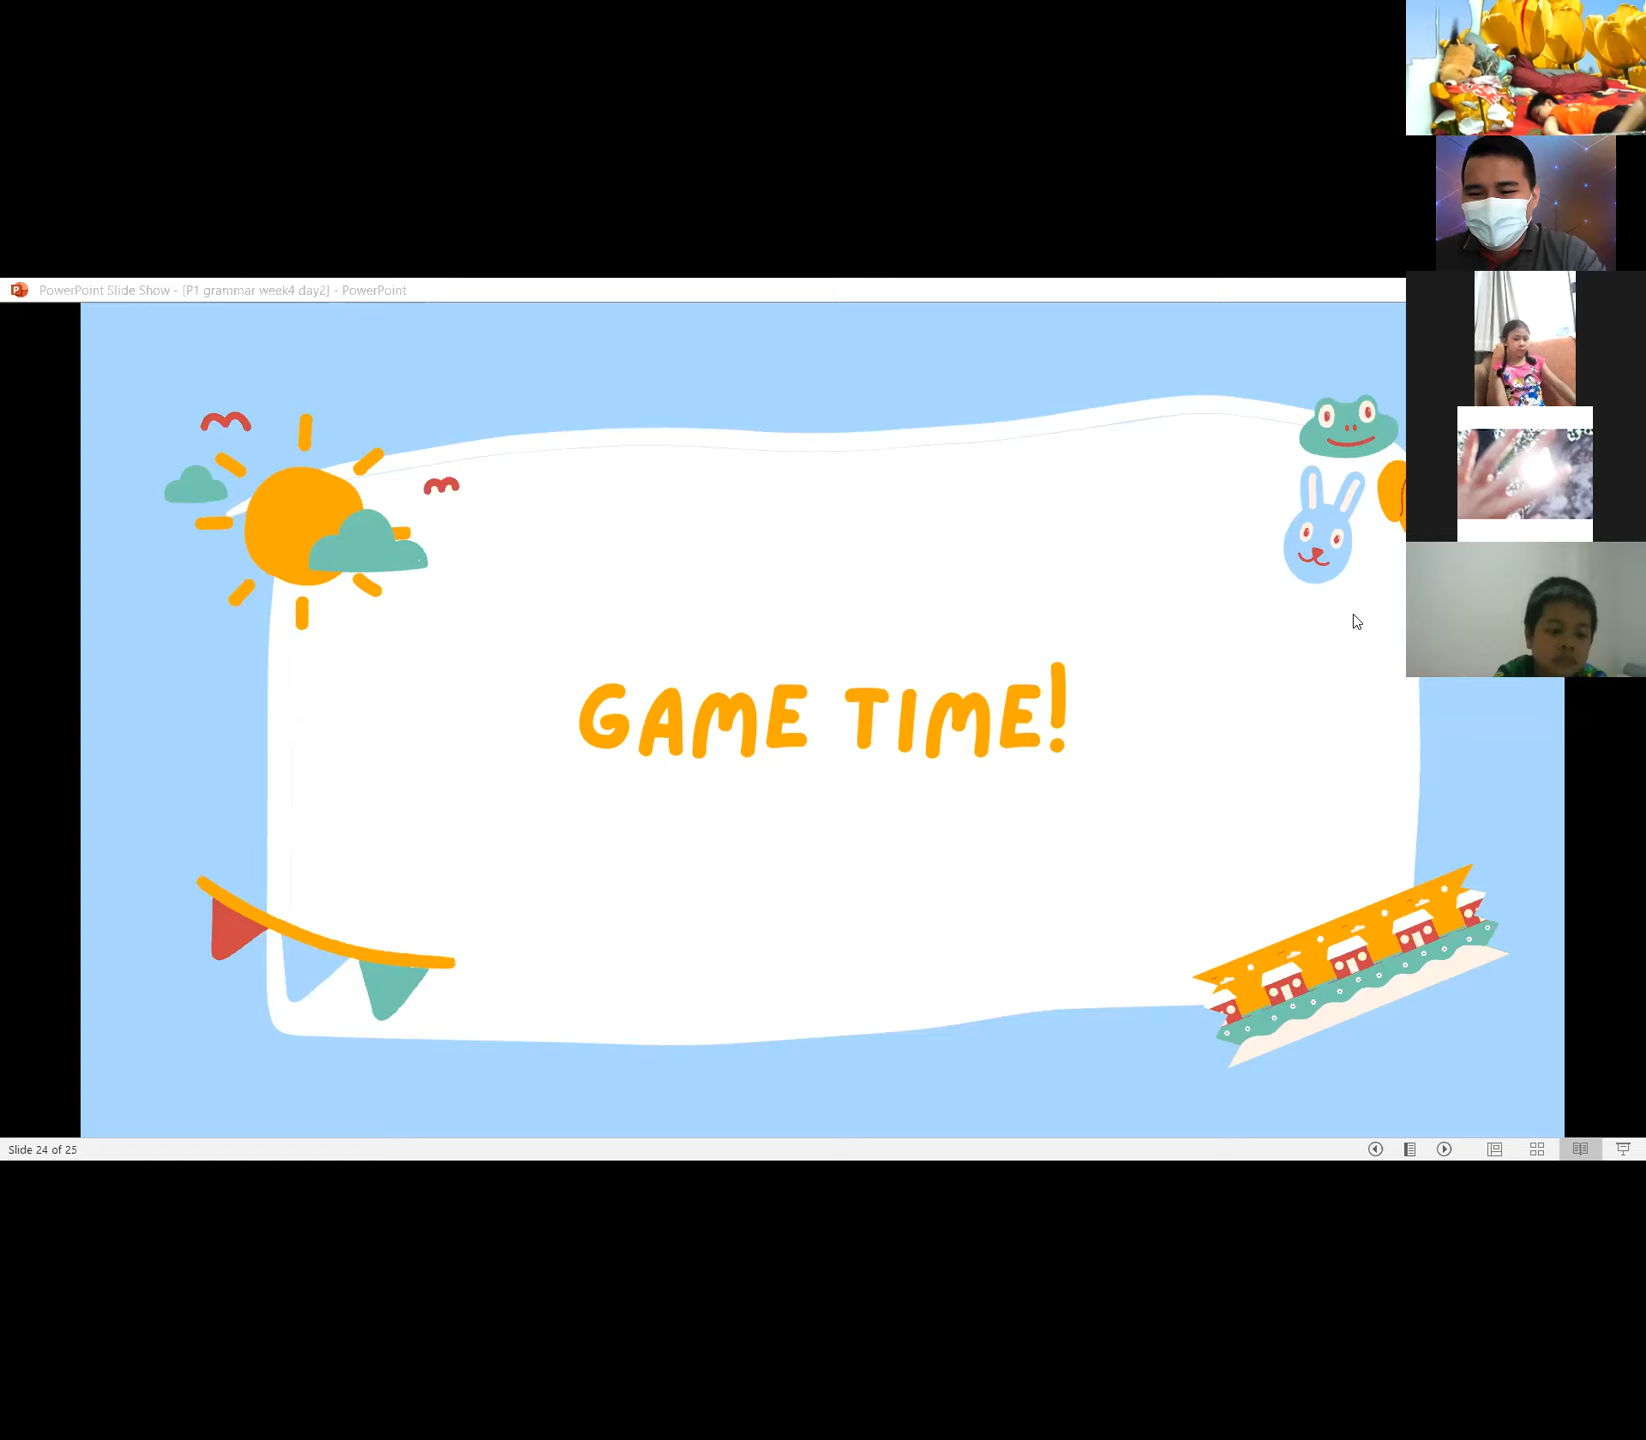 PowerPoint Slide Show - [P1 grammar week4 day2] - PowerPoint
GAME TIME!
Slide 24 of 25